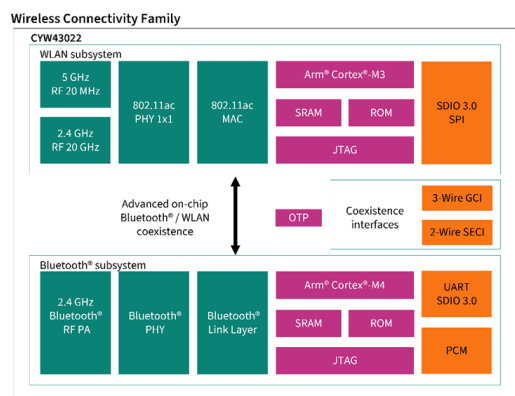 Wireless Connectivity Family
CYW43022
WLAN subsystem
5 GHz
RF 20 MHz
2.4 GHz
RF 20 GHz
802.11ac
PHY 1x1
802.11ac
MAC
Arm® Cortex®-M3
SRAM
ROM
JTAG
SDIO 3.0
SPI
Advanced on-chip
Bluetooth® / WLAN
coexistence
OTP
Coexistence
interfaces
3-Wire GCI
2-Wire SECI
Bluetooth® subsystem
2.4 GHz
Bluetooth®
RF PA
Bluetooth®
PHY
Bluetooth®
Link Layer
Arm® Cortex®-M4
SRAM
ROM
JTAG
UART
SDIO 3.0
PCM